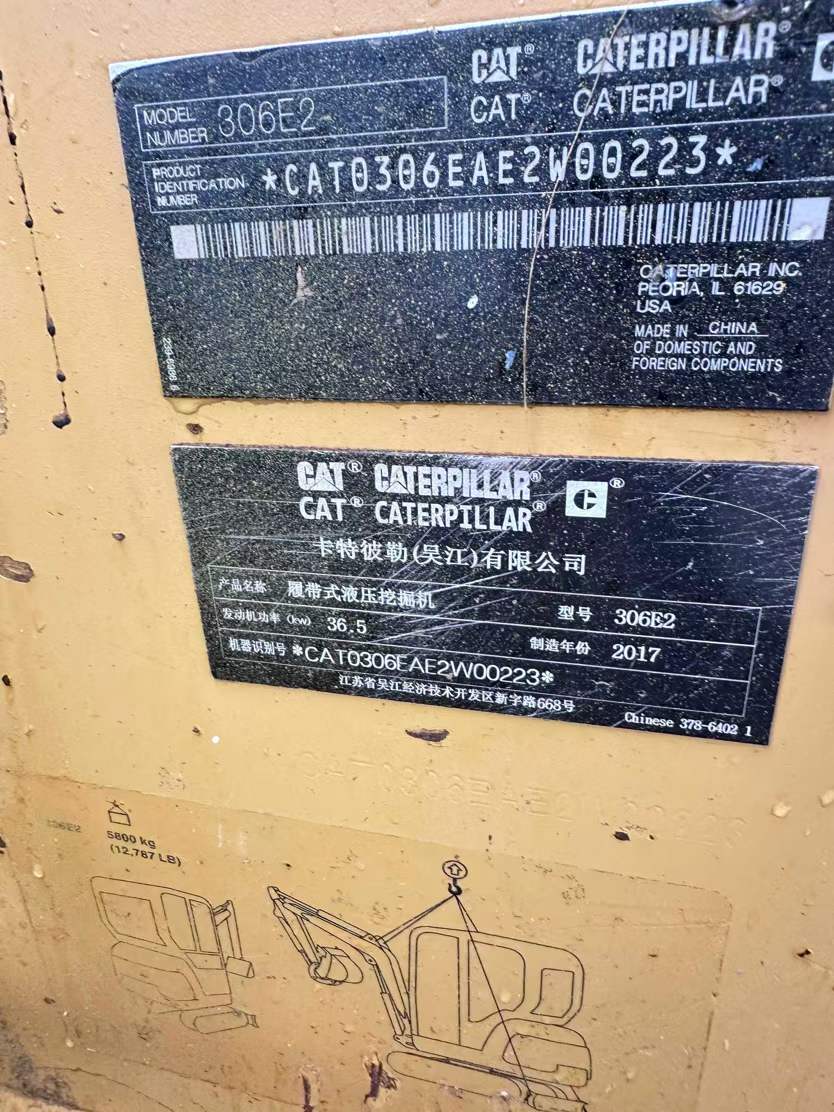 CAT® CATERPILLAR®
CAT® CATERPILLAR®
MODEL NUMBER 306E2
PRODUCT IDENTIFICATION NUMBER *CAT0306EAE2W00223*
CATERPILLAR INC.
PEORIA, IL 61629
USA
MADE IN CHINA
OF DOMESTIC AND
FOREIGN COMPONENTS
CAT® CATERPILLAR® C®
CAT® CATERPILLAR®
卡特彼勒(吴江)有限公司
产品名称 履带式液压挖掘机 型号 306E2
发动机功率 (kw) 36.5 制造年份 2017
机器识别号 *CAT0306EAE2W00223*
江苏省吴江经济技术开发区新字路668号
Chinese 378-6402 1
306E2
5800 kg
(12,787 LB)